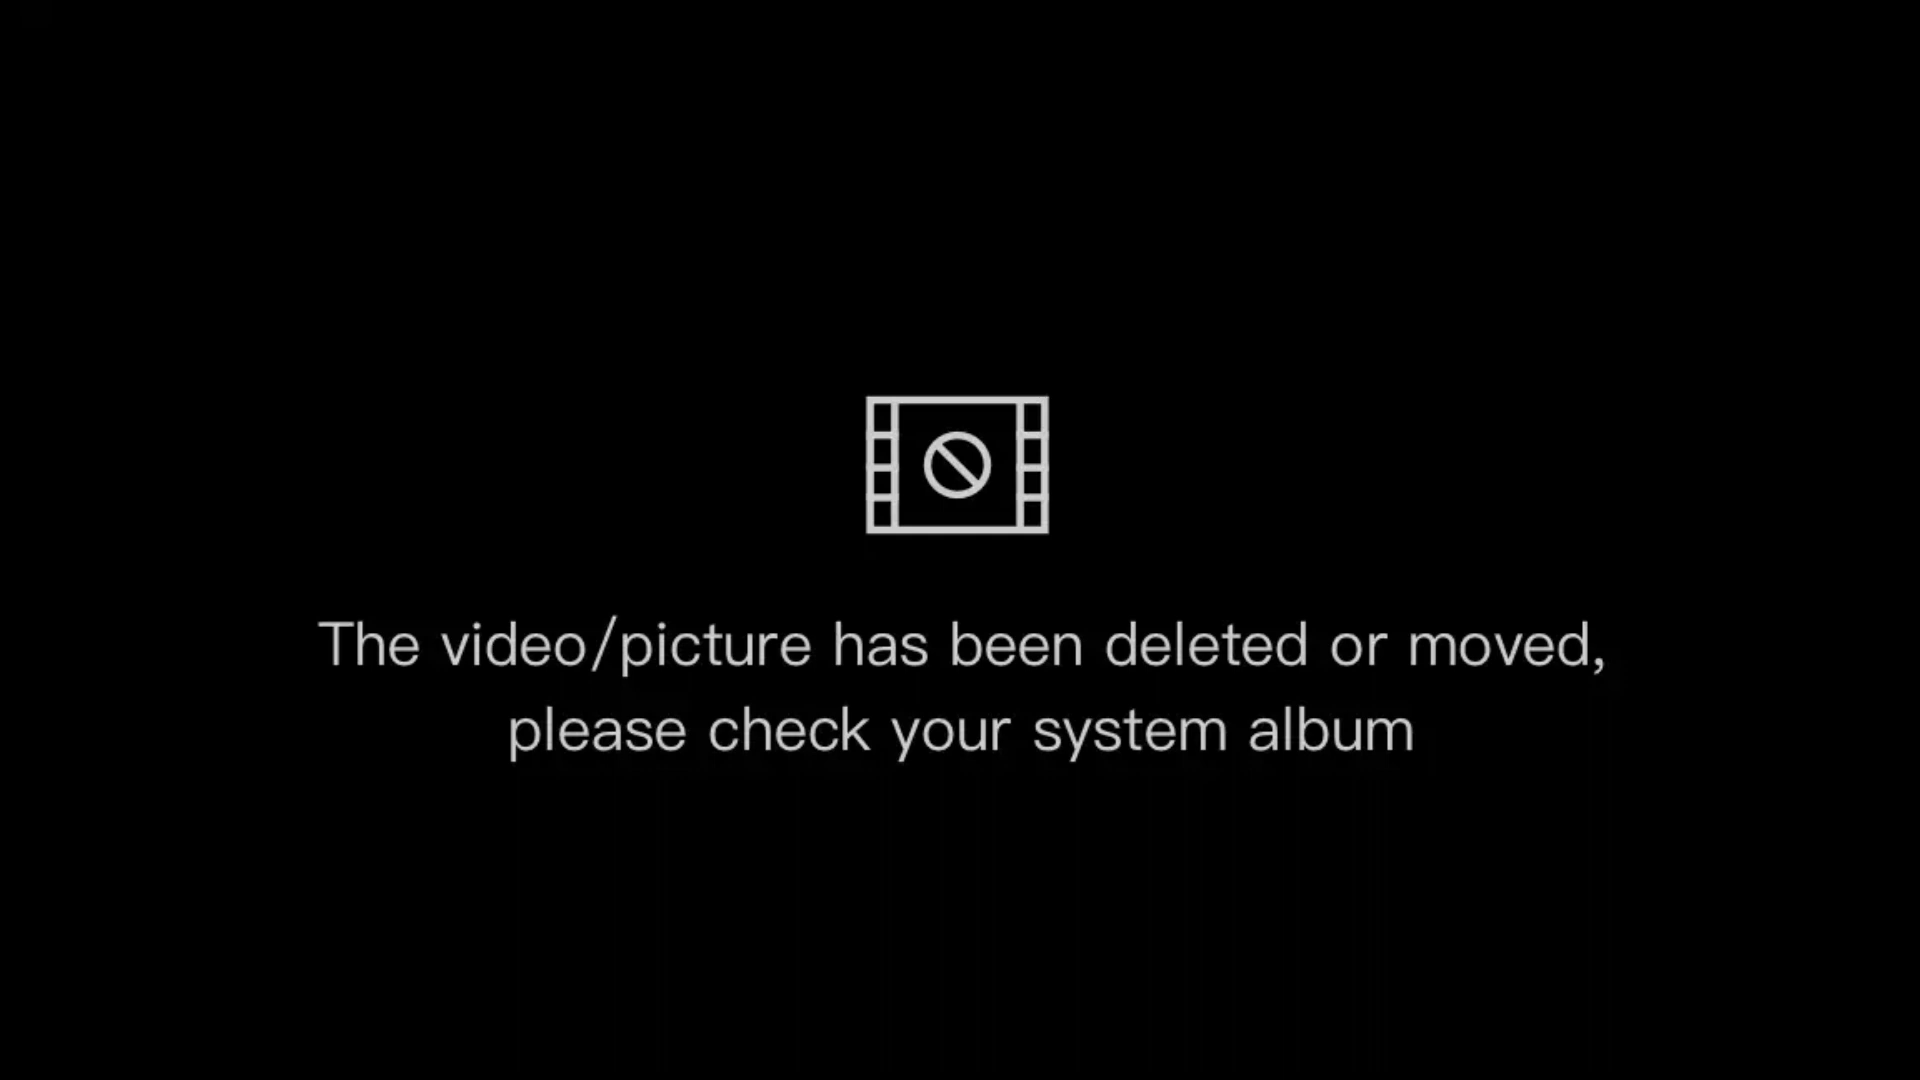 The video/picture has been deleted or moved,
please check your system album